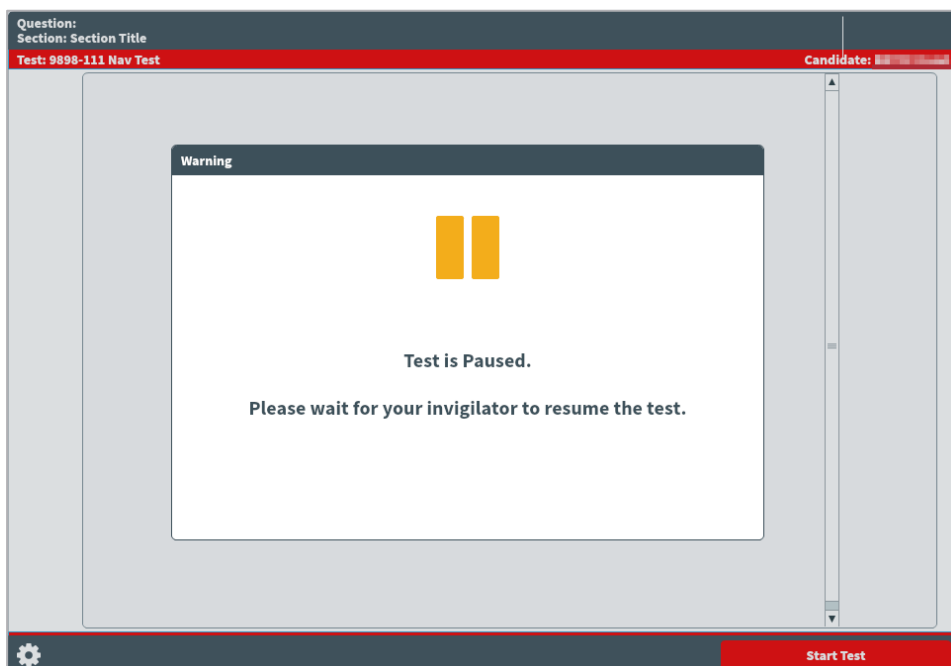 Question:
Section: Section Title
Test: 9898-111 Nav Test
Candidate:
Warning
Test is Paused.
Please wait for your invigilator to resume the test.
Start Test